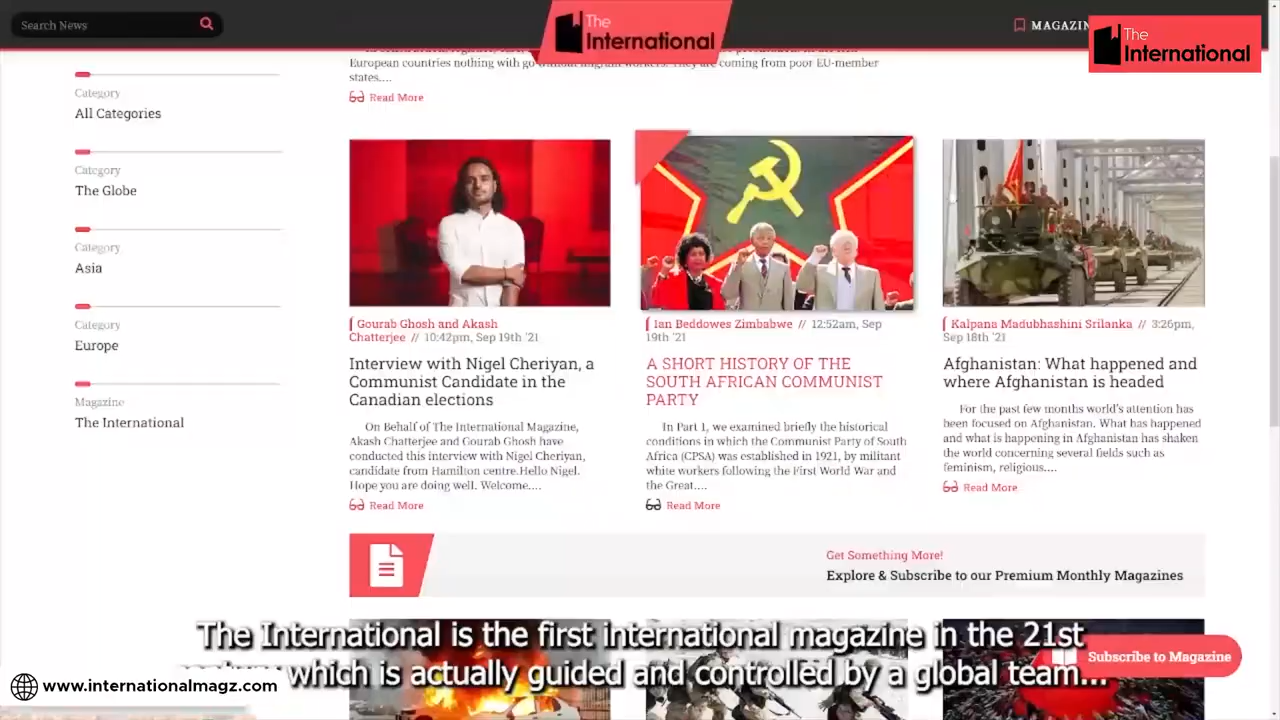 Search News
The
International
MAGAZIN
The
International
European countries nothing with go without migrant workers. They are coming from poor EU-member
states....
Read More
Category
All Categories
Category
The Globe
Category
Asia
Category
Europe
Magazine
The International
Gourab Ghosh and Akash
Chatterjee // 10:42pm, Sep 19th '21
Interview with Nigel Cheriyan, a
Communist Candidate in the
Canadian elections
On Behalf of The International Magazine,
Akash Chatterjee and Gourab Ghosh have
conducted this interview with Nigel Cheriyan,
candidate from Hamilton centre.Hello Nigel.
Hope you are doing well. Welcome....
Read More
Ian Beddowes Zimbabwe // 12:52am, Sep
19th '21
A SHORT HISTORY OF THE
SOUTH AFRICAN COMMUNIST
PARTY
In Part 1, we examined briefly the historical
conditions in which the Communist Party of South
Africa (CPSA) was established in 1921, by militant
white workers following the First World War and
the Great....
Read More
Kalpana Madubhashini Srilanka // 3:26pm,
Sep 18th '21
Afghanistan: What happened and
where Afghanistan is headed
For the past few months world's attention has
been focused on Afghanistan. What has happened
and what is happening in Afghanistan has shaken
the world concerning several fields such as
feminism, religious....
Read More
Get Something More!
Explore & Subscribe to our Premium Monthly Magazines
The International is the first international magazine in the 21st
which is actually guided and controlled by a global team...
Subscribe to Magazine
www.internationalmagz.com